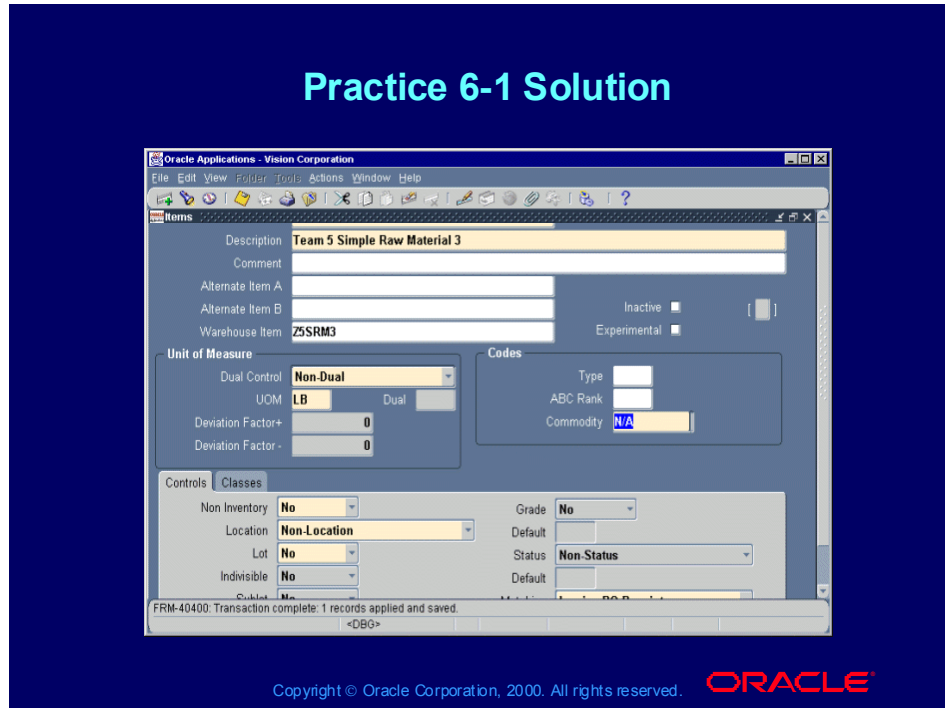 Practice 6-1 Solution
Oracle Applications - Vision Corporation
File Edit View Folder Tools Actions Window Help
Items
Description Team 5 Simple Raw Material 3
Comment
Alternate Item A
Alternate Item B Inactive [ ]
Warehouse Item Z5SRM3 Experimental
Unit of Measure Codes
Dual Control Non-Dual Type
UOM LB Dual ABC Rank
Commodity N/A
Deviation Factor+ 0
Deviation Factor - 0
Controls Classes
Non Inventory No Grade No
Location Non-Location Default
Lot No Status Non-Status
Indivisible No Default
Sublot No
FRM-40400: Transaction complete: 1 records applied and saved.
<DBG>
Copyright © Oracle Corporation, 2000. All rights reserved. ORACLE